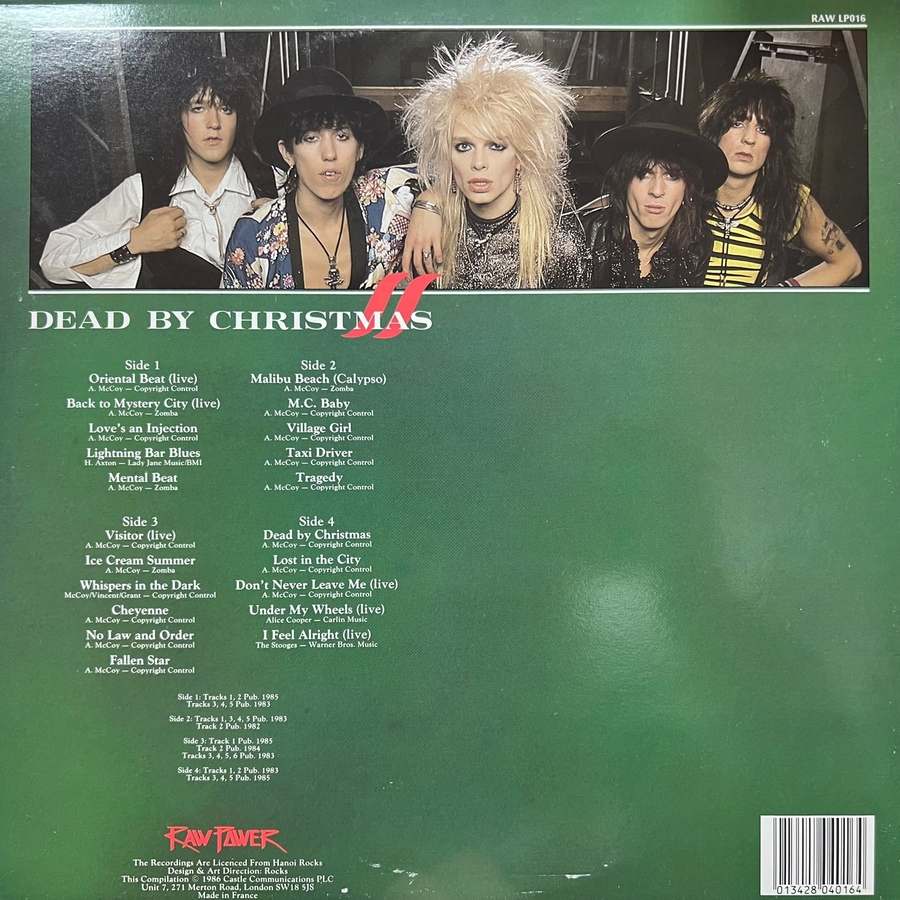 RAW LP016
DEAD BY CHRISTMAS
Side 1
Oriental Beat (live)
A. McCoy — Copyright Control
Back to Mystery City (live)
A. McCoy — Zomba
Love's an Injection
A. McCoy — Copyright Control
Lightning Bar Blues
H. Axton — Lady Jane Music/BMI
Mental Beat
A. McCoy — Zomba
Side 2
Malibu Beach (Calypso)
A. McCoy — Zomba
M.C. Baby
A. McCoy — Copyright Control
Village Girl
A. McCoy — Copyright Control
Taxi Driver
A. McCoy — Copyright Control
Tragedy
A. McCoy — Copyright Control
Side 3
Visitor (live)
A. McCoy — Copyright Control
Ice Cream Summer
A. McCoy — Zomba
Whispers in the Dark
McCoy/Vincent/Grant — Copyright Control
Cheyenne
A. McCoy — Copyright Control
No Law and Order
A. McCoy — Copyright Control
Fallen Star
A. McCoy — Copyright Control
Side 4
Dead by Christmas
A. McCoy — Copyright Control
Lost in the City
A. McCoy — Copyright Control
Don't Never Leave Me (live)
A. McCoy — Copyright Control
Under My Wheels (live)
Alice Cooper — Carlin Music
I Feel Alright (live)
The Stooges — Warner Bros. Music
Side 1: Tracks 1, 2 Pub. 1985
Tracks 3, 4, 5 Pub. 1983
Side 2: Tracks 1, 3, 4, 5 Pub. 1983
Track 2 Pub. 1982
Side 3: Track 1 Pub. 1985
Track 2 Pub. 1984
Tracks 3, 4, 5, 6 Pub. 1983
Side 4: Tracks 1, 2 Pub. 1983
Tracks 3, 4, 5 Pub. 1985
RAW POWER
The Recordings Are Licenced From Hanoi Rocks
Design & Art Direction: Rocks
This Compilation © 1986 Castle Communications PLC
Unit 7, 271 Merton Road, London SW18 5JS
Made in France
013428 040164